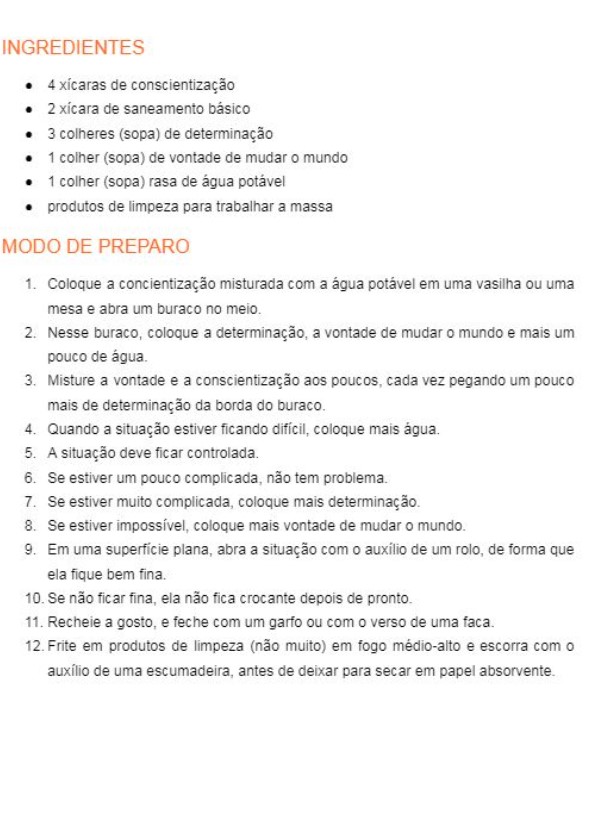 INGREDIENTES
● 4 xícaras de conscientização
● 2 xícara de saneamento básico
● 3 colheres (sopa) de determinação
● 1 colher (sopa) de vontade de mudar o mundo
● 1 colher (sopa) rasa de água potável
● produtos de limpeza para trabalhar a massa
MODO DE PREPARO
1. Coloque a concientização misturada com a água potável em uma vasilha ou uma
mesa e abra um buraco no meio.
2. Nesse buraco, coloque a determinação, a vontade de mudar o mundo e mais um
pouco de água.
3. Misture a vontade e a conscientização aos poucos, cada vez pegando um pouco
mais de determinação da borda do buraco.
4. Quando a situação estiver ficando difícil, coloque mais água.
5. A situação deve ficar controlada.
6. Se estiver um pouco complicada, não tem problema.
7. Se estiver muito complicada, coloque mais determinação.
8. Se estiver impossível, coloque mais vontade de mudar o mundo.
9. Em uma superfície plana, abra a situação com o auxílio de um rolo, de forma que
ela fique bem fina.
10. Se não ficar fina, ela não fica crocante depois de pronto.
11. Recheie a gosto, e feche com um garfo ou com o verso de uma faca.
12. Frite em produtos de limpeza (não muito) em fogo médio-alto e escorra com o
auxílio de uma escumadeira, antes de deixar para secar em papel absorvente.